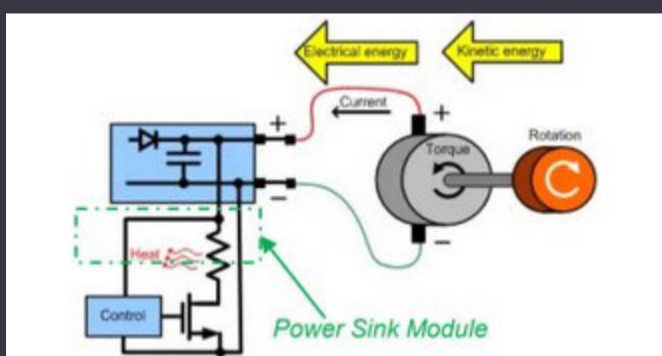 Electrical energy
Kinetic energy
Current
+
+
Rotation
Torque
−
−
Heat
Control
Power Sink Module